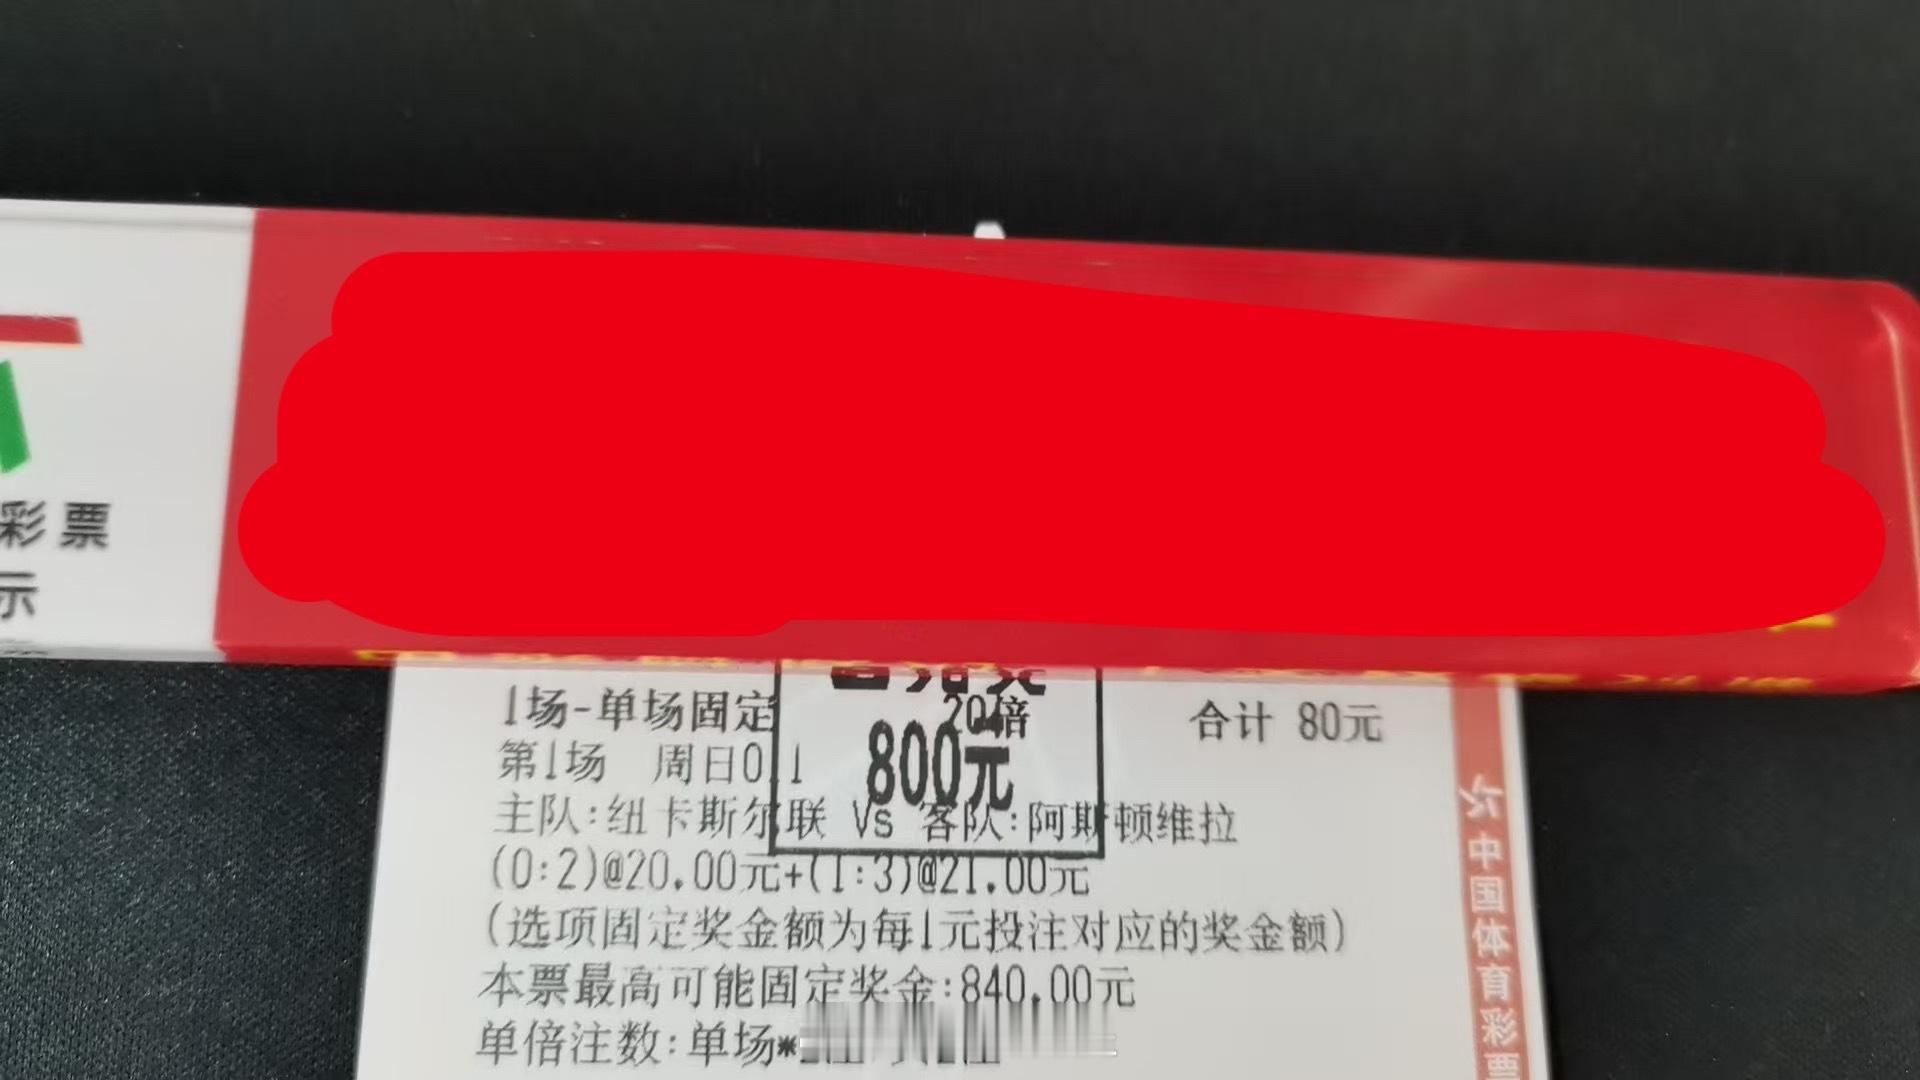 彩票
示
1场-单场固定
20倍
合计 80元
800元
第1场 周日011
主队:纽卡斯尔联 Vs 客队:阿斯顿维拉
(0:2)@20.00元+(1:3)@21.00元
(选项固定奖金额为每1元投注对应的奖金额)
本票最高可能固定奖金:840.00元
单倍注数:单场*
中国体育彩票